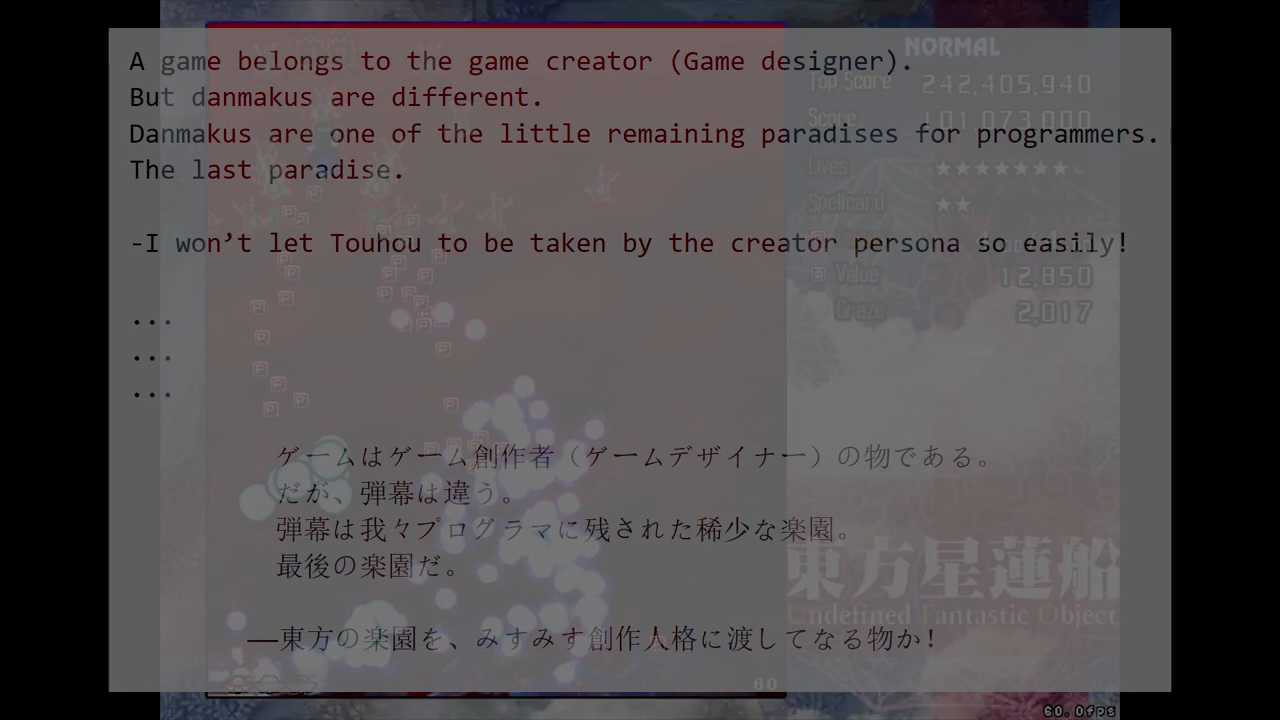 A game belongs to the game creator (Game designer).
But danmakus are different.
Danmakus are one of the little remaining paradises for programmers.
The last paradise.
-I won’t let Touhou to be taken by the creator persona so easily!
...
...
...
ゲームはゲーム創作者（ゲームデザイナー）の物である。
だが、弾幕は違う。
弾幕は我々プログラマに残された稀少な楽園。
最後の楽園だ。
―東方の楽園を、みすみす創作人格に渡してなる物か！
NORMAL
Top Score 242,405,940
Score 101,073,000
Lives ★★★★★★★
Spellcard ★★
Value 12,850
Graze 2,017
東方星蓮船
Undefined Fantastic Object
60
60.0fps